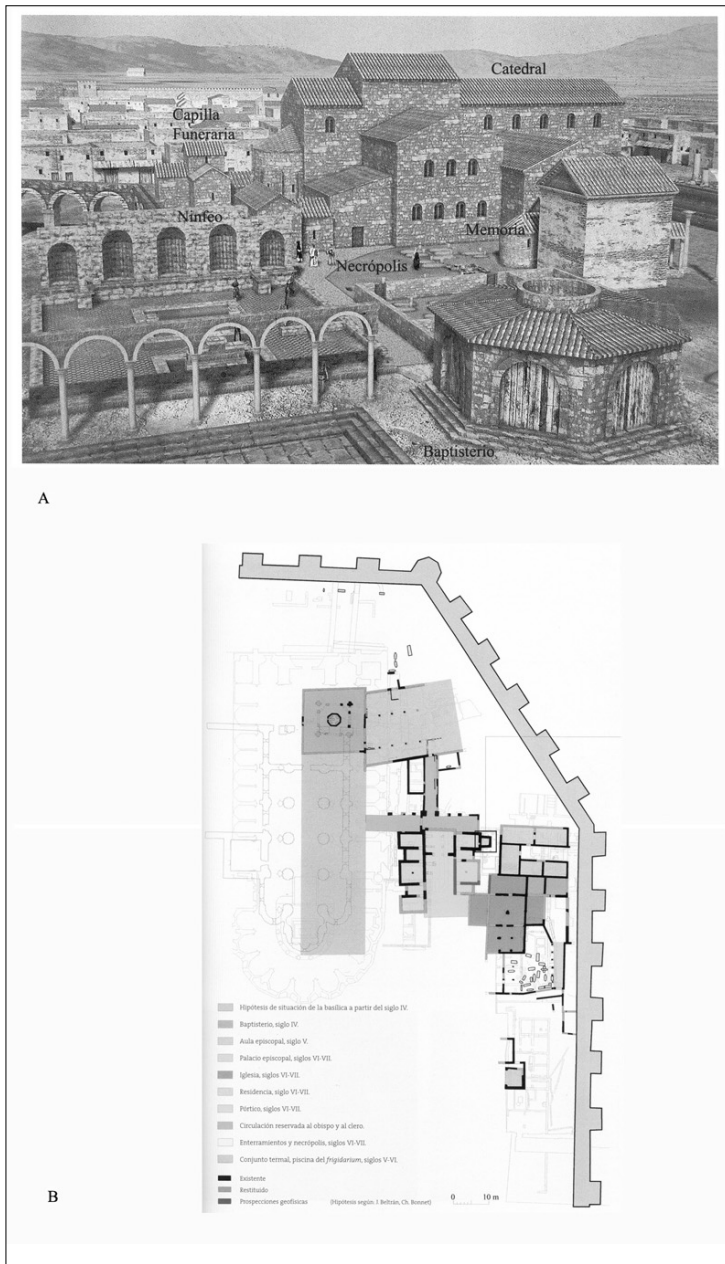 Catedral
Capilla
Funeraria
Ninfeo
Memoria
Necrópolis
Baptisterio
A
Hipótesis de situación de la basílica a partir del siglo IV.
Baptisterio, siglo IV.
Aula episcopal, siglo V.
Palacio episcopal, siglos VI-VII.
Iglesia, siglos VI-VII.
Residencia, siglo VI-VII.
Pórtico, siglos VI-VII.
Circulación reservada al obispo y al clero.
Enterramientos y necrópolis, siglos VI-VII.
Conjunto termal, piscina del frigidarium, siglos V-VI.
Existente
Restituido
Prospecciones geofísicas (Hipótesis según J. Beltrán, Ch. Bonnet)
0 10 m
B